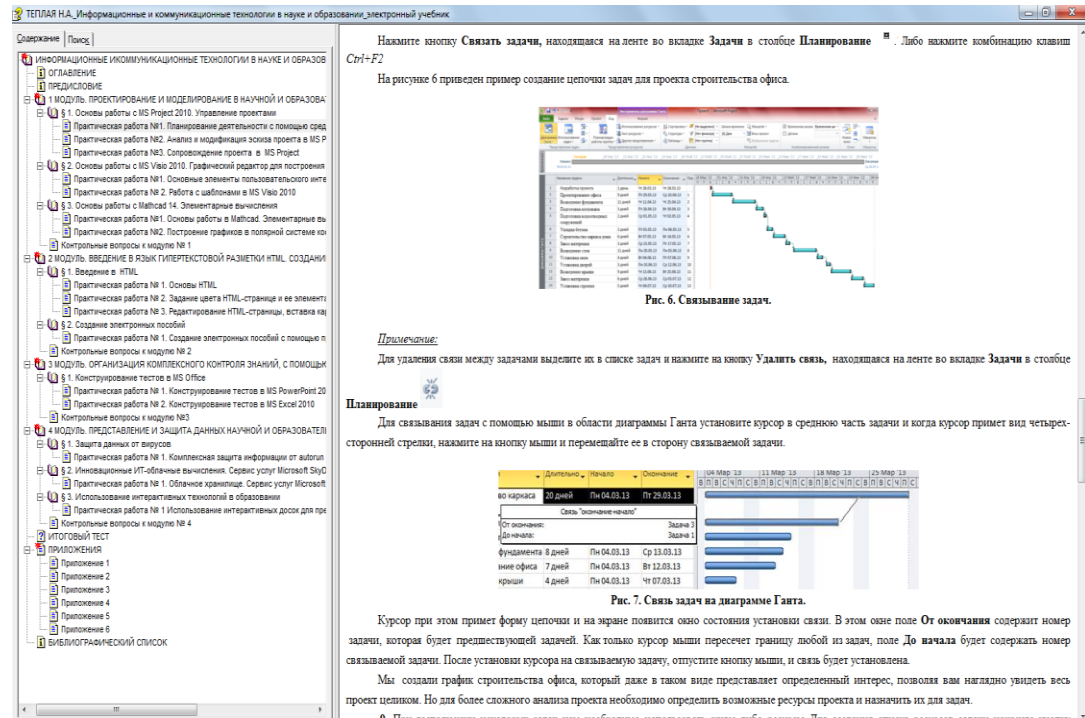 ТЕПЛАЯ Н.А._Информационные и коммуникационные технологии в науке и образовании_электронный учебник
Содержание Поиск
ИНФОРМАЦИОННЫЕ ИКОММУНИКАЦИОННЫЕ ТЕХНОЛОГИИ В НАУКЕ И ОБРАЗОВ
ОГЛАВЛЕНИЕ
ПРЕДИСЛОВИЕ
1 МОДУЛЬ. ПРОЕКТИРОВАНИЕ И МОДЕЛИРОВАНИЕ В НАУЧНОЙ И ОБРАЗОВА
§ 1. Основы работы с MS Project 2010. Управление проектами
Практическая работа №1. Планирование деятельности с помощью сред
Практическая работа №2. Анализ и модификация эскиза проекта в MS P
Практическая работа №3. Сопровождение проекта в MS Project
§ 2. Основы работы с MS Visio 2010. Графический редактор для построения
Практическая работа №1. Основные элементы пользовательского инте
Практическая работа № 2. Работа с шаблонами в MS Visio 2010
§ 3. Основы работы с Mathcad 14. Элементарные вычисления
Практическая работа №1. Основы работы в Mathcad. Элементарные вы
Практическая работа №2. Построение графиков в полярной системе ко
Контрольные вопросы к модулю № 1
2 МОДУЛЬ. ВВЕДЕНИЕ В ЯЗЫК ГИПЕРТЕКСТОВОЙ РАЗМЕТКИ HTML. СОЗДАНИ
§ 1. Введение в HTML
Практическая работа № 1. Основы HTML
Практическая работа № 2. Задание цвета HTML-странице и ее элемента
Практическая работа № 3. Редактирование HTML-страницы, вставка ка
§ 2. Создание электронных пособий
Практическая работа № 1. Создание электронных пособий с помощью п
Контрольные вопросы к модулю № 2
3 МОДУЛЬ. ОРГАНИЗАЦИЯ КОМПЛЕКСНОГО КОНТРОЛЯ ЗНАНИЙ, С ПОМОЩЬЮ
§ 1. Конструирование тестов в MS Office
Практическая работа № 1. Конструирование тестов в MS PowerPoint 20
Практическая работа № 2. Конструирование тестов в MS Excel 2010
Контрольные вопросы к модулю №3
4 МОДУЛЬ. ПРЕДСТАВЛЕНИЕ И ЗАЩИТА ДАННЫХ НАУЧНОЙ И ОБРАЗОВАТЕЛ
§ 1. Защита данных от вирусов
Практическая работа № 1. Комплексная защита информации от autorun
§ 2. Инновационные ИТ-облачные вычисления. Сервис услуг Microsoft SkyD
Практическая работа № 1. Облачное хранилище. Сервис услуг Microsoft
§ 3. Использование интерактивных технологий в образовании
Практическая работа № 1 Использование интерактивных досок для пре
Контрольные вопросы к модулю № 4
ИТОГОВЫЙ ТЕСТ
ПРИЛОЖЕНИЯ
Приложение 1
Приложение 2
Приложение 3
Приложение 4
Приложение 5
Приложение 6
БИБЛИОГРАФИЧЕСКИЙ СПИСОК
Нажмите кнопку Связать задачи, находящаяся на ленте во вкладке Задачи в столбце Планирование . Либо нажмите комбинацию клавиш
Ctrl+F2
На рисунке 6 приведен пример создание цепочки задач для проекта строительства офиса.
Рис. 6. Связывание задач.
Примечание:
Для удаления связи между задачами выделите их в списке задач и нажмите на кнопку Удалить связь, находящаяся на ленте во вкладке Задачи в столбце
Планирование
Для связывания задач с помощью мыши в области диаграммы Ганта установите курсор в среднюю часть задачи и когда курсор примет вид четырех-
сторонней стрелки, нажмите на кнопку мыши и перемещайте ее в сторону связываемой задачи.
Длительно Начало Окончание 04 Мар '13 11 Мар '13 18 Мар '13 25 Мар '13
В П В С Ч П С В П В С Ч П С В П В С Ч П С В П В С Ч П С
во каркаса 20 дней Пн 04.03.13 Пт 29.03.13
Связь "окончание-начало"
От окончания: Задача 3
До начала: Задача 1
фундамента 8 дней Пн 04.03.13 Ср 13.03.13
ание офиса 7 дней Пн 04.03.13 Вт 12.03.13
крыши 4 дней Пн 04.03.13 Чт 07.03.13
Рис. 7. Связь задач на диаграмме Ганта.
Курсор при этом примет форму цепочки и на экране появится окно состояния установки связи. В этом окне поле От окончания содержит номер
задачи, которая будет предшествующей задачей. Как только курсор мыши пересечет границу любой из задач, поле До начала будет содержать номер
связываемой задачи. После установки курсора на связываемую задачу, отпустите кнопку мыши, и связь будет установлена.
Мы создали график строительства офиса, который даже в таком виде представляет определенный интерес, позволяя вам наглядно увидеть весь
проект целиком. Но для более сложного анализа проекта необходимо определить возможные ресурсы проекта и назначить их для задач.